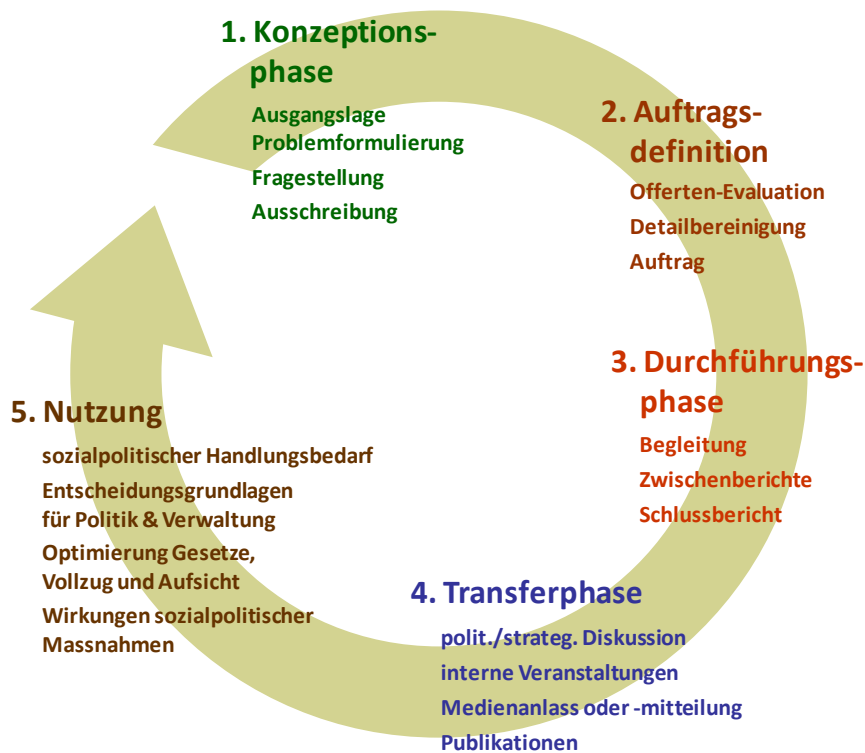 1. Konzeptions-
phase
Ausgangslage
Problemformulierung
Fragestellung
Ausschreibung
2. Auftrags-
definition
Offerten-Evaluation
Detailbereinigung
Auftrag
3. Durchführungs-
phase
Begleitung
Zwischenberichte
Schlussbericht
4. Transferphase
polit./strateg. Diskussion
interne Veranstaltungen
Medienanlass oder -mitteilung
Publikationen
5. Nutzung
sozialpolitischer Handlungsbedarf
Entscheidungsgrundlagen
für Politik & Verwaltung
Optimierung Gesetze,
Vollzug und Aufsicht
Wirkungen sozialpolitischer
Massnahmen